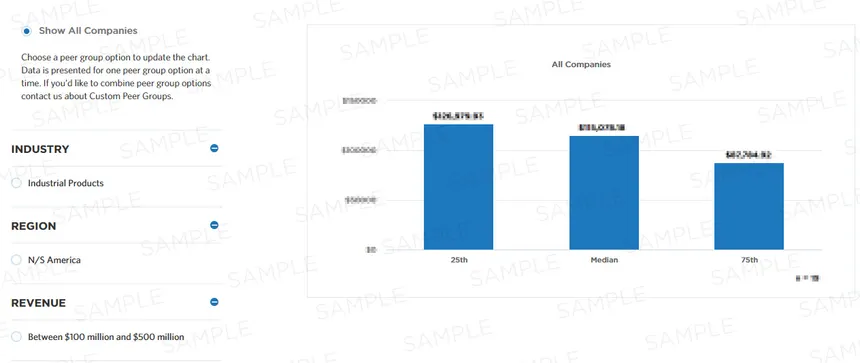 Show All Companies
Choose a peer group option to update the chart.
Data is presented for one peer group option at a
time. If you'd like to combine peer group options
contact us about Custom Peer Groups.
INDUSTRY
Industrial Products
REGION
N/S America
REVENUE
Between $100 million and $500 million
All Companies
25th
Median
75th
SAMPLE